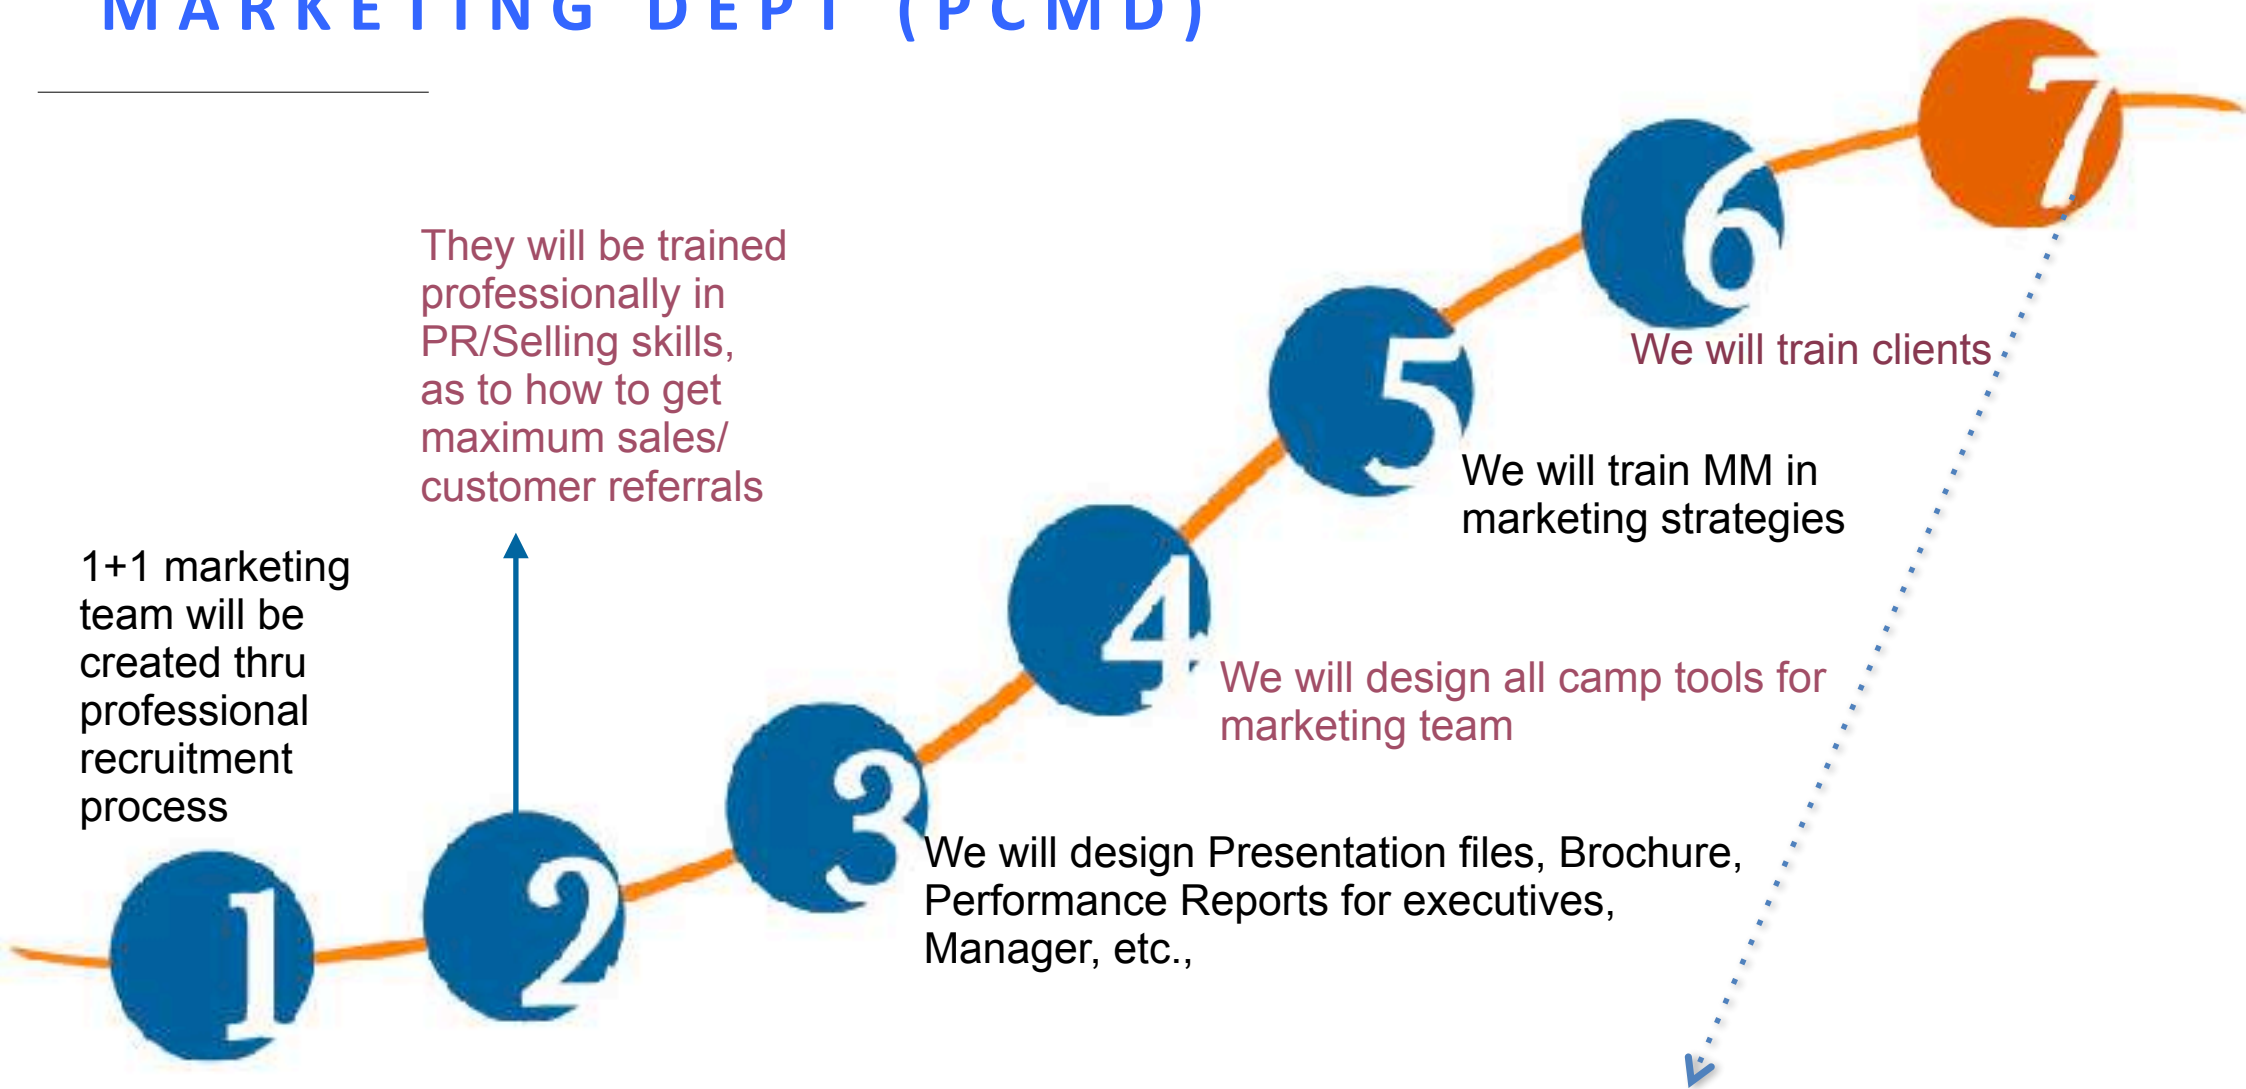 MARKETING DEPT (PCMD)
They will be trained
professionally in
PR/Selling skills,
as to how to get
maximum sales/
customer referrals
1+1 marketing
team will be
created thru
professional
recruitment
process
1
2
3
We will design Presentation files, Brochure,
Performance Reports for executives,
Manager, etc.,
4
We will design all camp tools for
marketing team
5
We will train MM in
marketing strategies
6
We will train clients
7